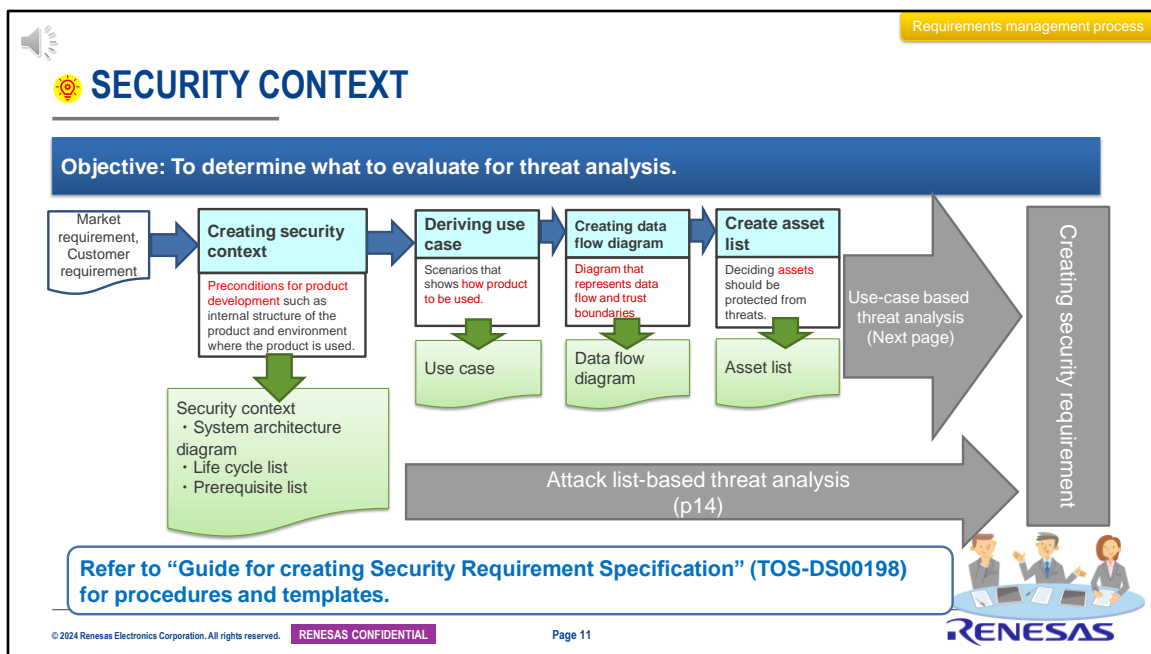 Requirements management process
SECURITY CONTEXT
Objective: To determine what to evaluate for threat analysis.
Market
requirement,
Customer
requirement
Creating security
context
Preconditions for product
development such as
internal structure of the
product and environment
where the product is used.
Security context
・System architecture
diagram
・Life cycle list
・Prerequisite list
Deriving use
case
Scenarios that
shows how product
to be used.
Use case
Creating data
flow diagram
Diagram that
represents data
flow and trust
boundaries
Data flow
diagram
Create asset
list
Deciding assets
should be
protected from
threats.
Asset list
Use-case based
threat analysis
(Next page)
Attack list-based threat analysis
(p14)
Creating security requirement
Refer to “Guide for creating Security Requirement Specification” (TOS-DS00198)
for procedures and templates.
© 2024 Renesas Electronics Corporation. All rights reserved.
RENESAS CONFIDENTIAL
Page 11
RENESAS